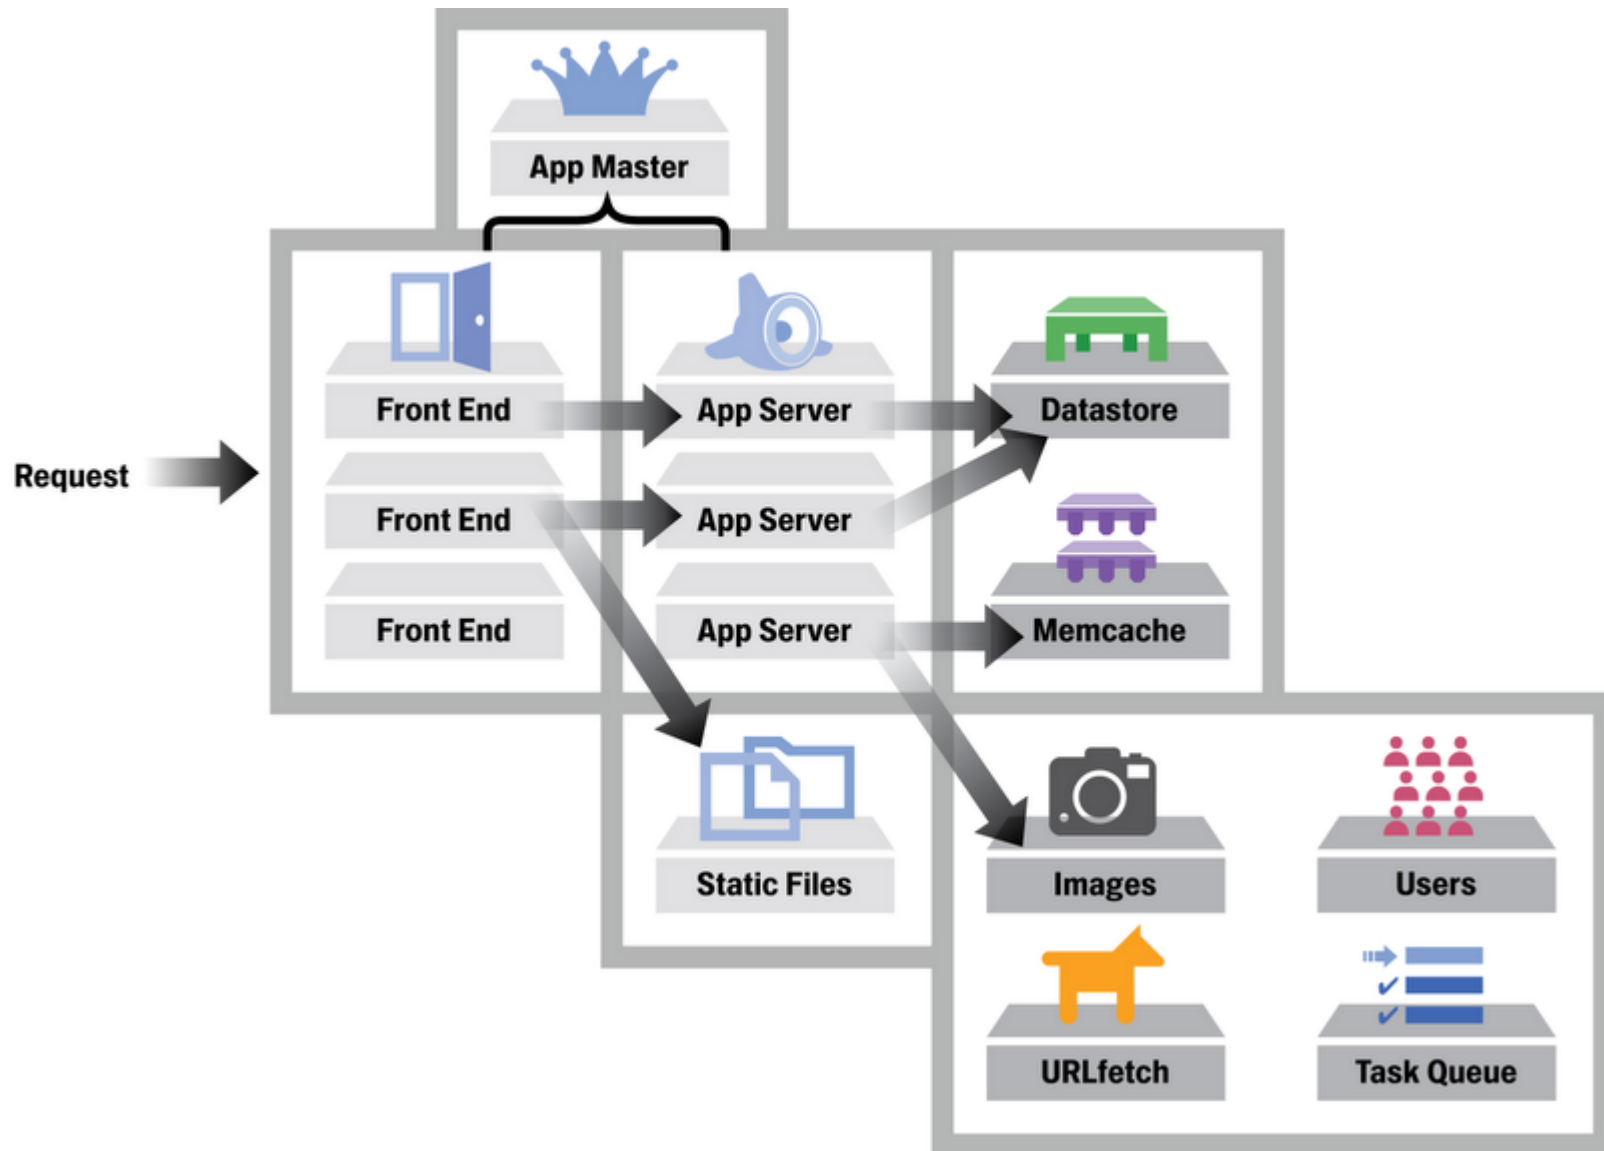 App Master
Front End
App Server
Datastore
Request
Front End
App Server
Front End
App Server
Memcache
Static Files
Images
Users
URLfetch
Task Queue